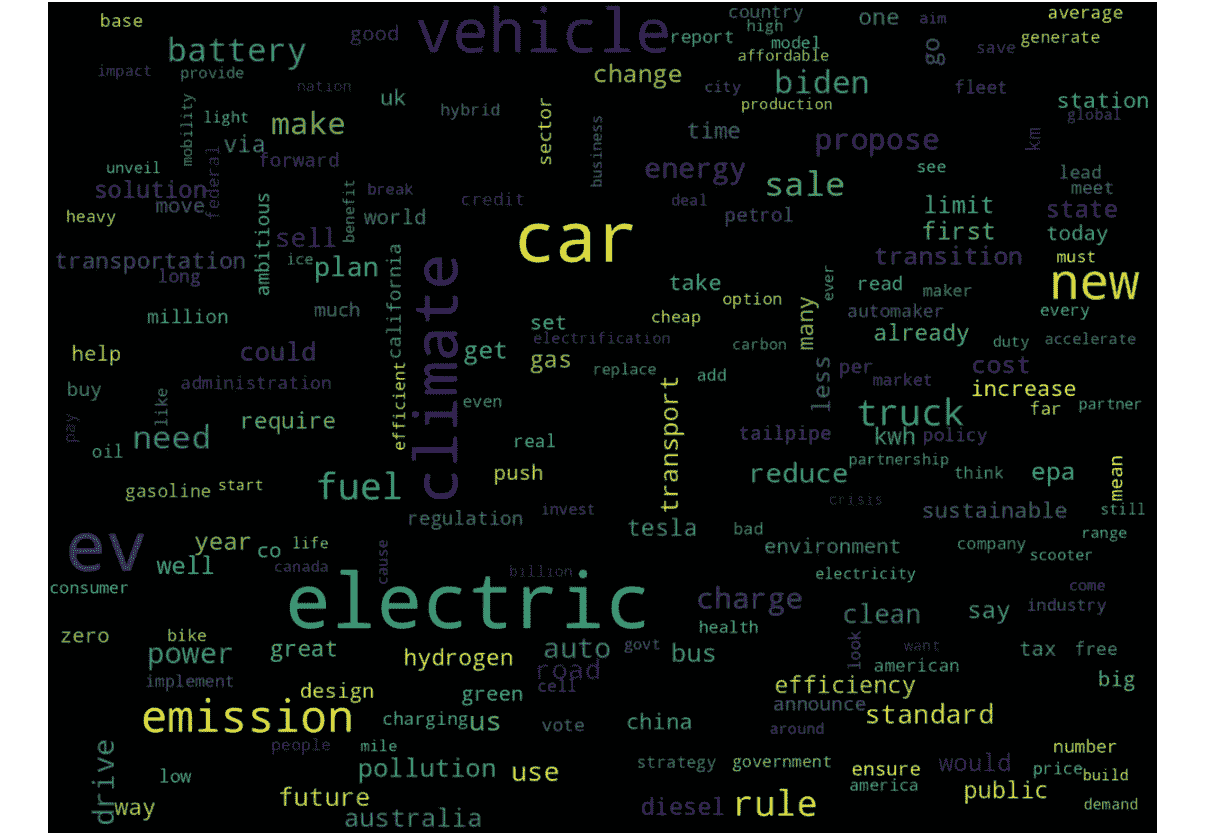 base
good
vehicle
report
country
high
model
affordable
one
aim
go
save
average
generate
battery
impact
provide
nation
uk
hybrid
change
city
production
biden
fleet
station
global
mobility
light
make
via
federal
forward
sector
business
time
propose
km
unveil
solution
move
heavy
ambitious
benefit
break
world
credit
energy
deal
petrol
sale
see
limit
first
lead
meet
state
today
sell
car
transportation
long
ice
plan
california
climate
take
option
ever
transition
read
maker
must
new
million
much
set
electrification
cheap
many
automaker
already
every
duty
accelerate
help
could
get
gas
replace
carbon
less
per
market
cost
buy
like
administration
efficient
even
transport
add
increase
far
partner
pay
oil
need
require
real
tailpipe
truck
kwh
policy
gasoline
start
fuel
push
reduce
partnership
think
epa
mean
crisis
regulation
invest
tesla
bad
sustainable
still
ev
year
co
life
well
canada
cause
billion
environment
company
range
scooter
consumer
electric
electricity
charge
come
industry
zero
bike
health
clean
say
power
great
hydrogen
auto
road
govt
bus
look
want
american
tax
free
implement
design
green
cell
efficiency
big
emission
charging
us
vote
china
announce
around
standard
people
mile
drive
low
pollution
use
strategy
government
ensure
america
would
number
price
build
way
future
australia
diesel
rule
public
demand